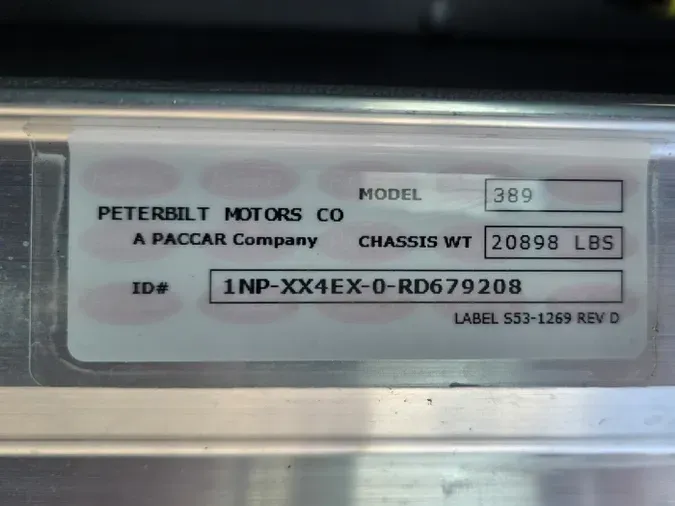 MODEL 389
PETERBILT MOTORS CO
A PACCAR Company CHASSIS WT 20898 LBS
ID# 1NP-XX4EX-0-RD679208
LABEL S53-1269 REV D